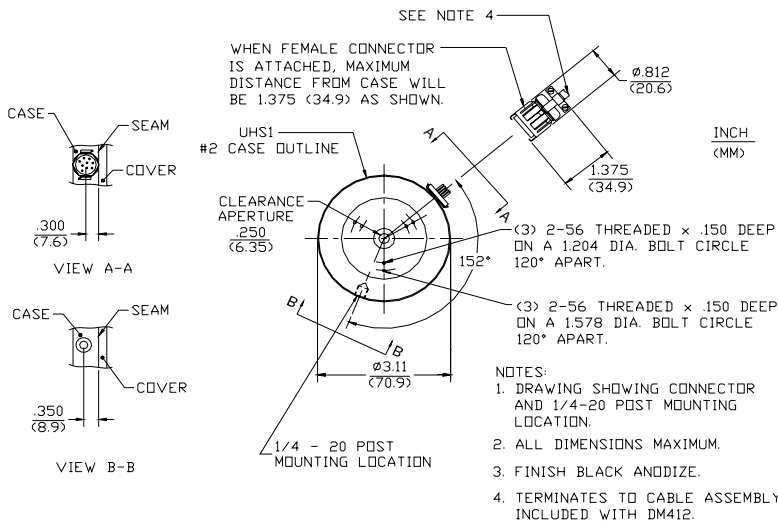 SEE NOTE 4
WHEN FEMALE CONNECTOR
IS ATTACHED, MAXIMUM
DISTANCE FROM CASE WILL
BE 1.375 (34.9) AS SHOWN.
ø.812
(20.6)
INCH
(MM)
1.375
(34.9)
CASE
SEAM
COVER
.300
(7.6)
VIEW A-A
UHS1
#2 CASE OUTLINE
A
A
CLEARANCE
APERTURE
.250
(6.35)
152°
(3) 2-56 THREADED × .150 DEEP
ON A 1.204 DIA. BOLT CIRCLE
120° APART.
(3) 2-56 THREADED × .150 DEEP
ON A 1.578 DIA. BOLT CIRCLE
120° APART.
CASE
SEAM
COVER
.350
(8.9)
VIEW B-B
B
B
ø3.11
(70.9)
1/4 - 20 POST
MOUNTING LOCATION
NOTES:
1. DRAWING SHOWING CONNECTOR
AND 1/4-20 POST MOUNTING
LOCATION.
2. ALL DIMENSIONS MAXIMUM.
3. FINISH BLACK ANODIZE.
4. TERMINATES TO CABLE ASSEMBLY
INCLUDED WITH DM412.